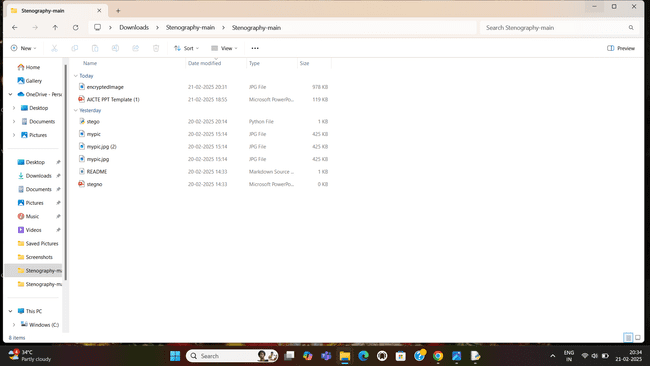 Stenography-main
Downloads
Stenography-main
Stenography-main
Search Stenography-main
New
Sort
View
Preview
Name
Date modified
Type
Size
Home
Gallery
OneDrive - Pers
Desktop
Documents
Pictures
Desktop
Downloads
Documents
Pictures
Music
Videos
Saved Pictures
Screenshots
Stenography-ma
Stenography-ma
This PC
Windows (C:)
Today
encryptedImage 21-02-2025 20:31 JPG File 978 KB
AICTE PPT Template (1) 21-02-2025 18:55 Microsoft PowerPo... 119 KB
Yesterday
stego 20-02-2025 20:14 Python File 1 KB
mypic 20-02-2025 15:14 JPG File 425 KB
mypic.jpg (2) 20-02-2025 15:14 JPG File 425 KB
mypic.jpg 20-02-2025 15:14 JPG File 425 KB
README 20-02-2025 14:33 Markdown Source ... 1 KB
stegno 20-02-2025 14:33 Microsoft PowerPo... 0 KB
8 items
34°C
Partly cloudy
Search
ENG
IN
20:34
21-02-2025